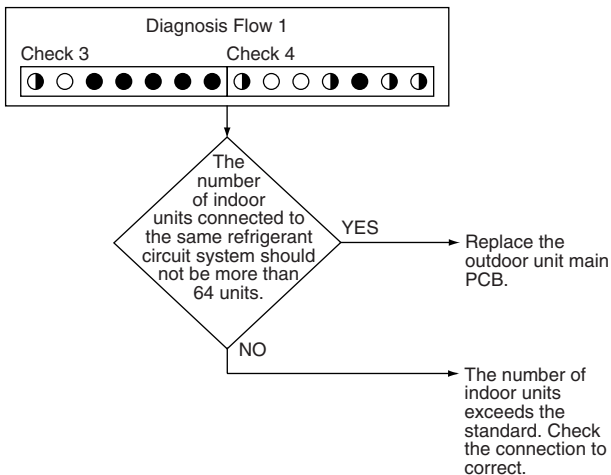 Diagnosis Flow 1
Check 3
Check 4
The
number
of indoor
units connected to
the same refrigerant
circuit system should
not be more than
64 units.
YES
Replace the
outdoor unit main
PCB.
NO
The number of
indoor units
exceeds the
standard. Check
the connection to
correct.